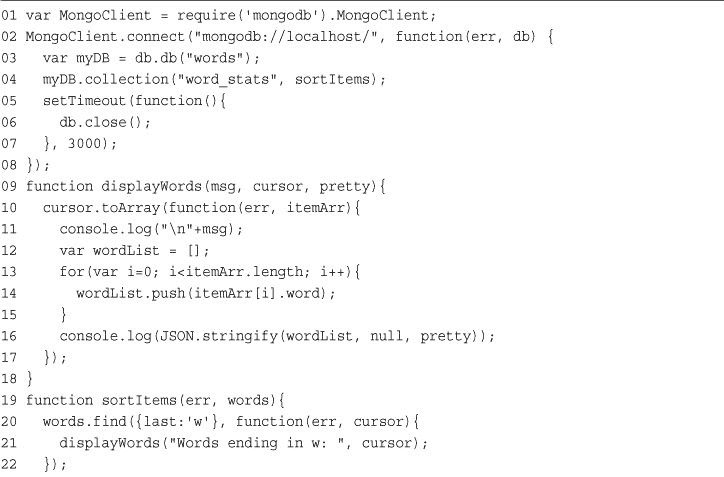 01 var MongoClient = require('mongodb').MongoClient;
02 MongoClient.connect("mongodb://localhost/", function(err, db) {
03   var myDB = db.db("words");
04   myDB.collection("word_stats", sortItems);
05   setTimeout(function(){
06     db.close();
07   }, 3000);
08 });
09 function displayWords(msg, cursor, pretty){
10   cursor.toArray(function(err, itemArr){
11     console.log("\n"+msg);
12     var wordList = [];
13     for(var i=0; i<itemArr.length; i++){
14       wordList.push(itemArr[i].word);
15     }
16     console.log(JSON.stringify(wordList, null, pretty));
17   });
18 }
19 function sortItems(err, words){
20   words.find({last:'w'}, function(err, cursor){
21     displayWords("Words ending in w: ", cursor);
22   });